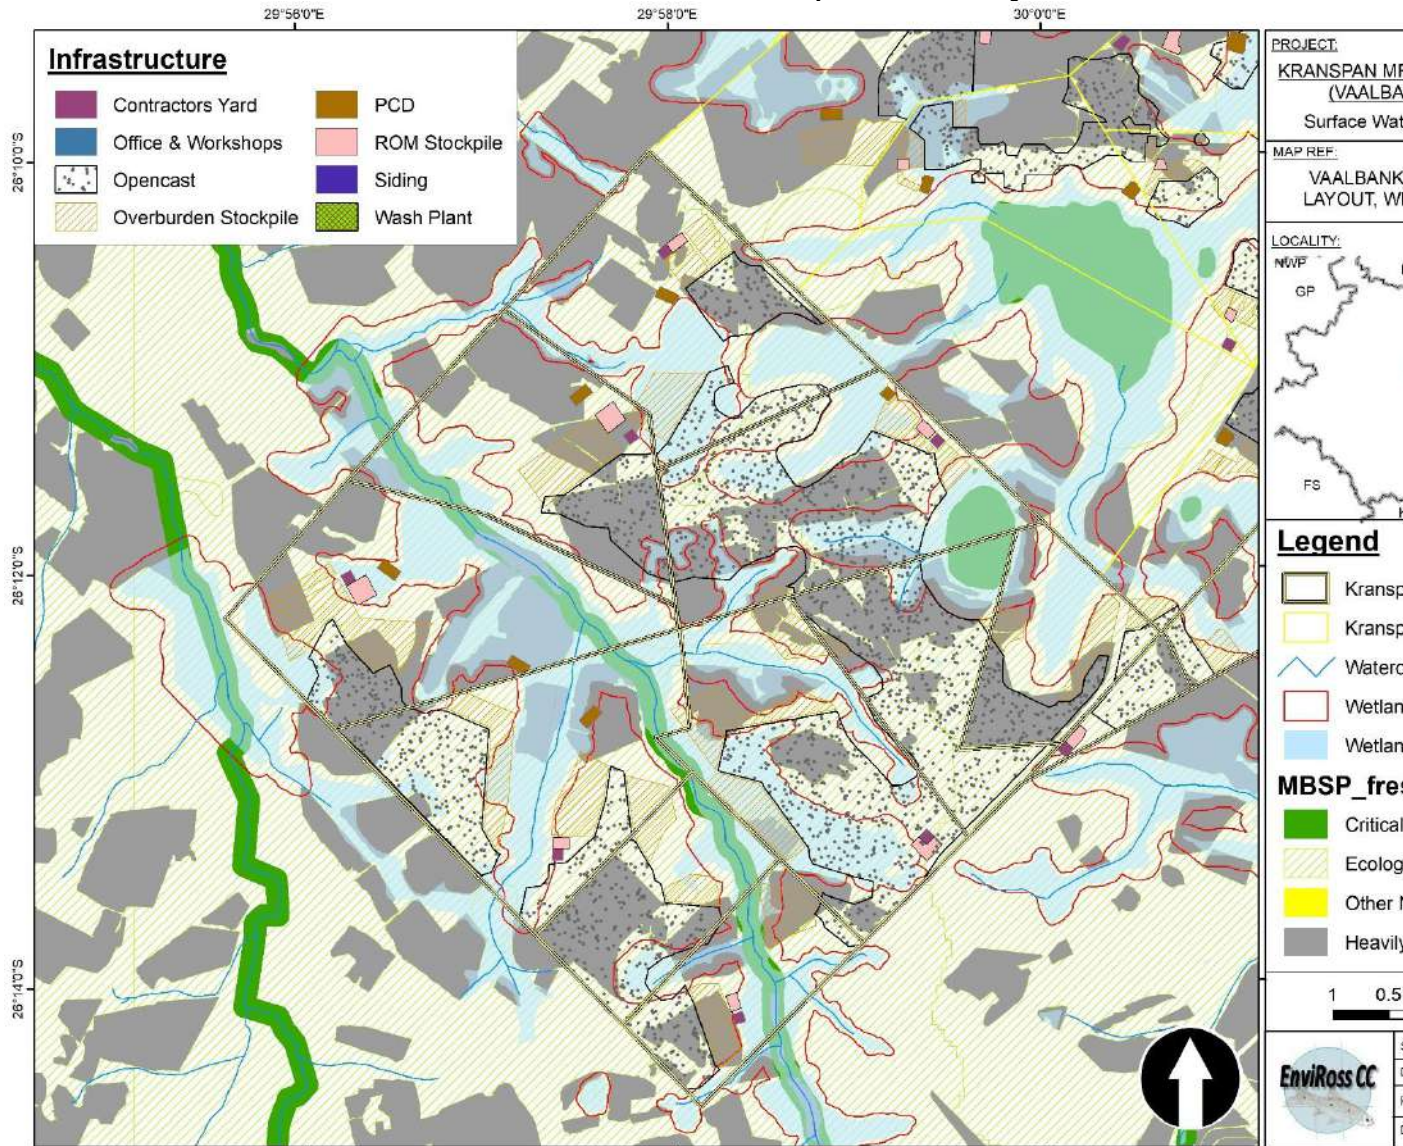 29°56'0"E
29°58'0"E
30°0'0"E
26°10'0"S
26°12'0"S
26°14'0"S
Infrastructure
Contractors Yard
Office & Workshops
Opencast
Overburden Stockpile
PCD
ROM Stockpile
Siding
Wash Plant
PROJECT:
KRANSPAN MR
(VAALBA
Surface Wat
MAP REF:
VAALBANK
LAYOUT, WE
LOCALITY:
NWP
GP
FS
Legend
Kransp
Kransp
Waterc
Wetlan
Wetlan
MBSP_fres
Critical
Ecolog
Other N
Heavily
1 0.5
EnviRoss CC